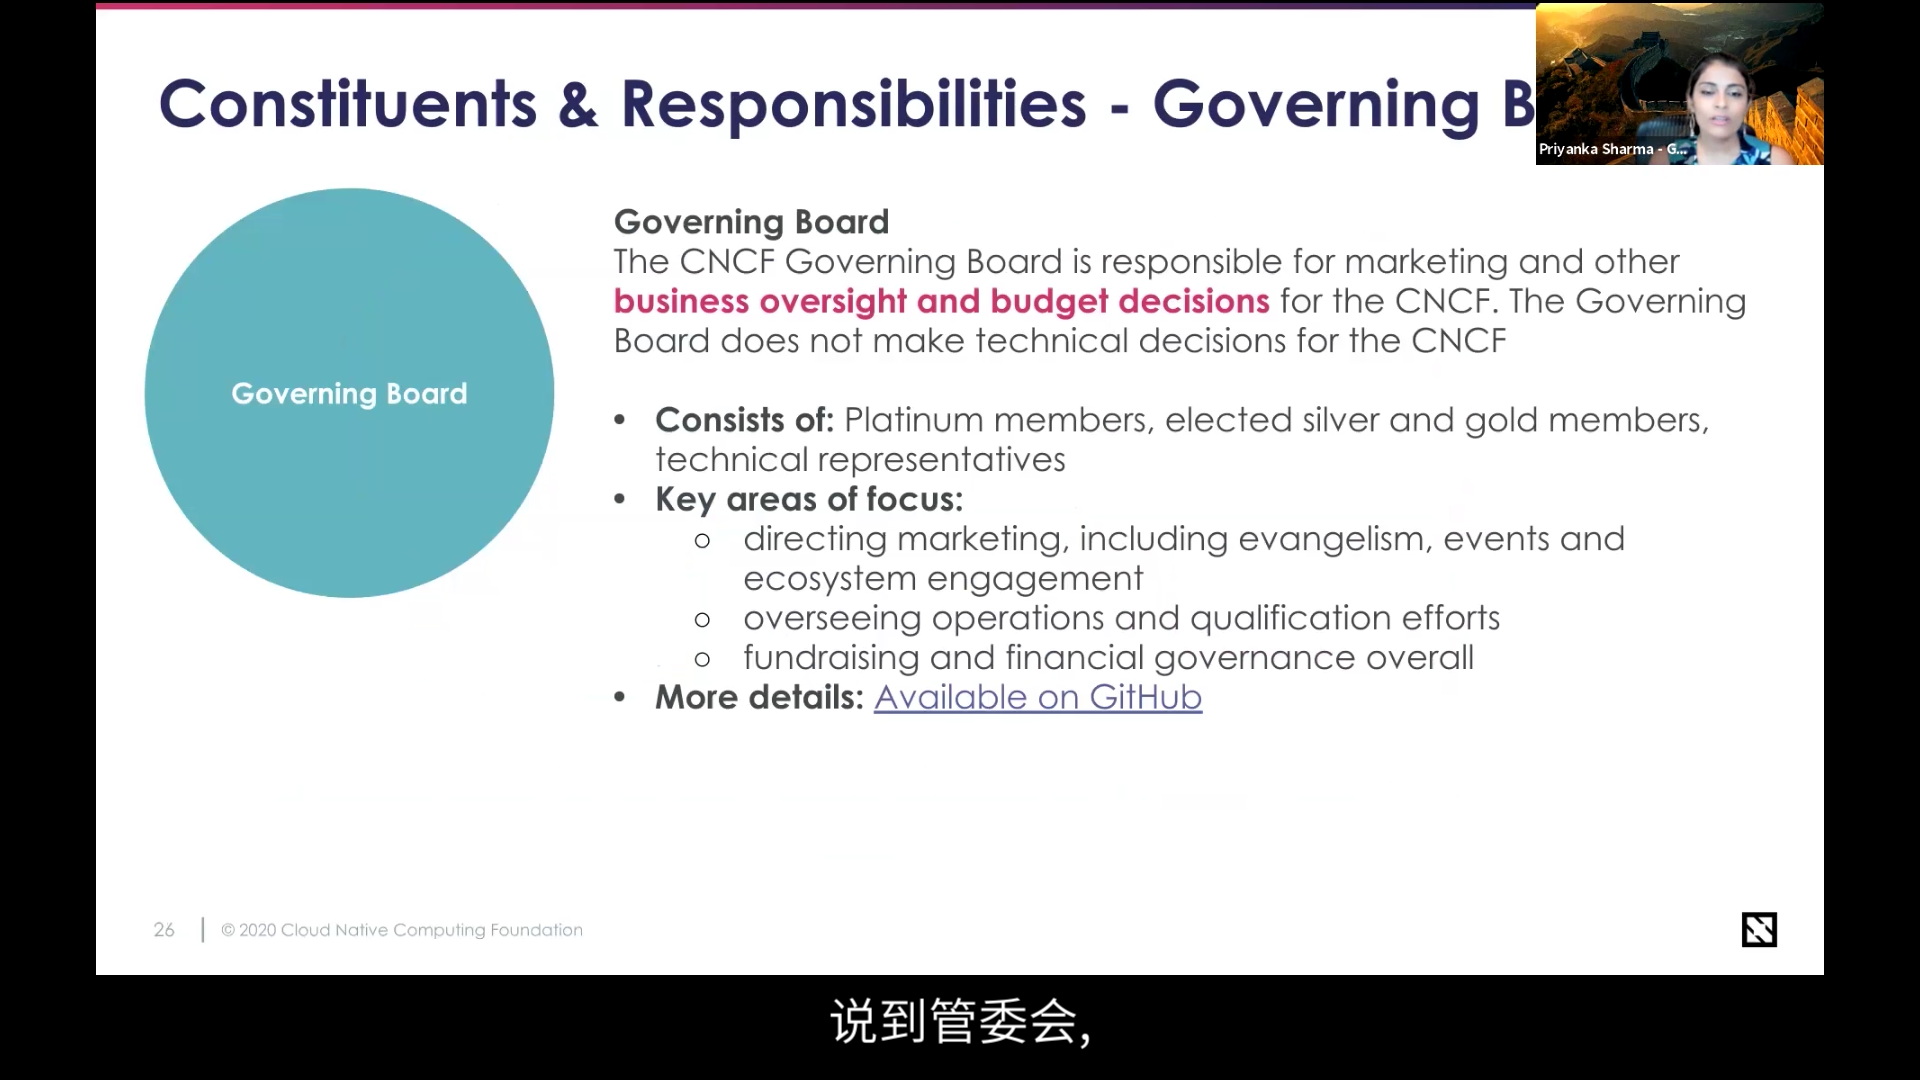 Constituents & Responsibilities - Governing B
Priyanka Sharma - G...
Governing Board
Governing Board
The CNCF Governing Board is responsible for marketing and other
business oversight and budget decisions for the CNCF. The Governing
Board does not make technical decisions for the CNCF
• Consists of: Platinum members, elected silver and gold members,
technical representatives
• Key areas of focus:
○ directing marketing, including evangelism, events and
ecosystem engagement
○ overseeing operations and qualification efforts
○ fundraising and financial governance overall
• More details: Available on GitHub
26 | © 2020 Cloud Native Computing Foundation
说到管委会,